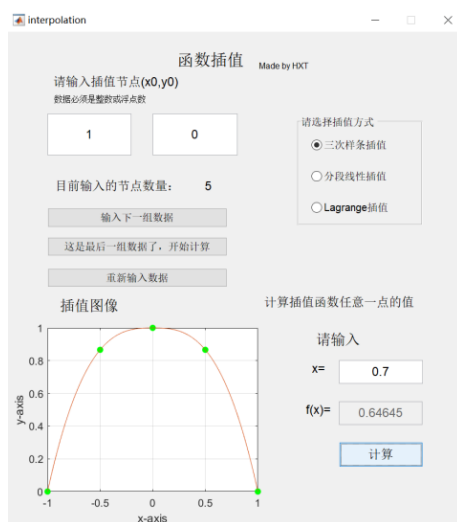 interpolation
函数插值 Made by HXT
请输入插值节点(x0,y0)
数据必须是整数或浮点数
1 0
请选择插值方式
三次样条插值
分段线性插值
Lagrange插值
目前输入的节点数量： 5
输入下一组数据
这是最后一组数据了，开始计算
重新输入数据
插值图像
计算插值函数任意一点的值
请输入
x= 0.7
f(x)= 0.64645
计算
1
0.8
0.6
0.4
0.2
0
y-axis
-1 -0.5 0 0.5 1
x-axis